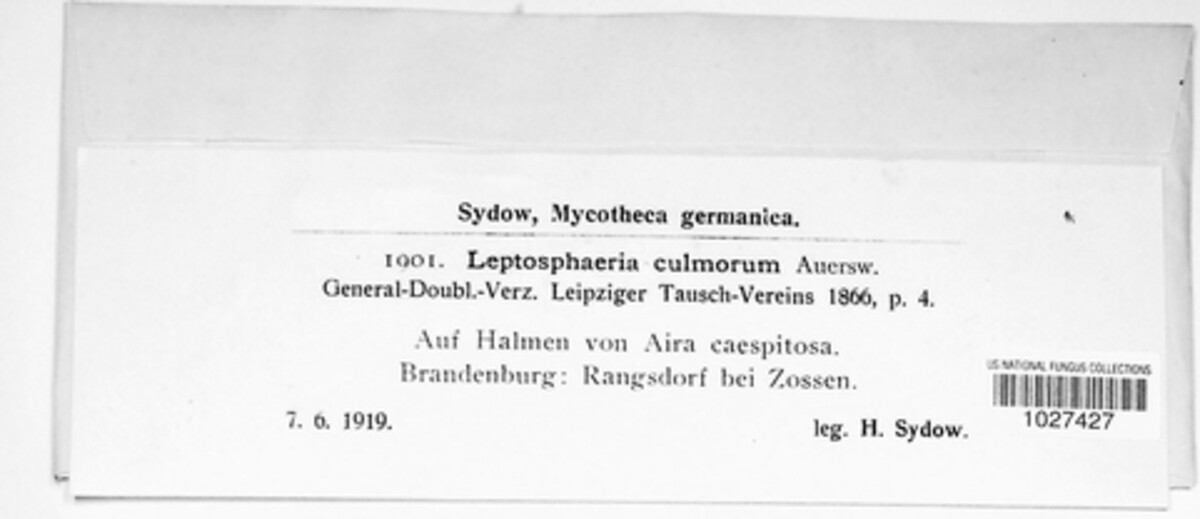 Sydow, Mycotheca germanica.
1901. Leptosphaeria culmorum Auersw.
General-Doubl.-Verz. Leipziger Tausch-Vereins 1866, p. 4.
Auf Halmen von Aira caespitosa.
Brandenburg: Rangsdorf bei Zossen.
7. 6. 1919. leg. H. Sydow.
US NATIONAL FUNGUS COLLECTIONS
1027427